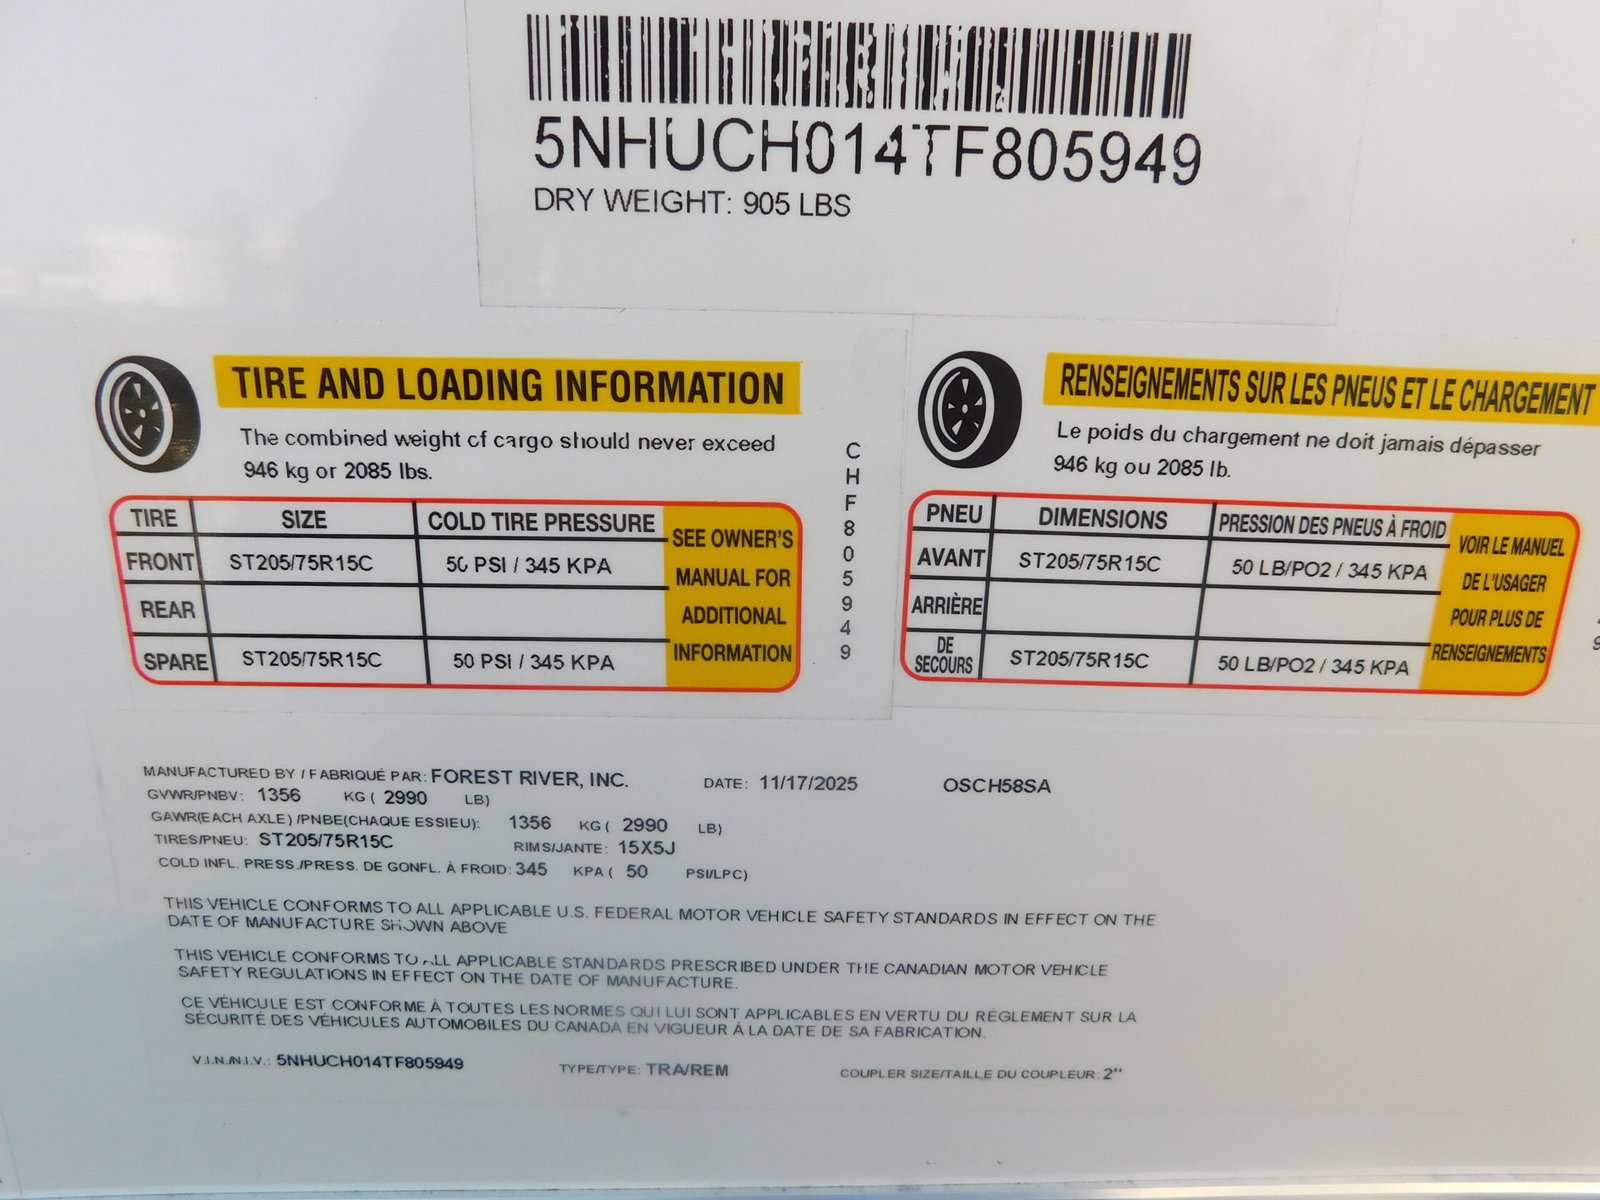 5NHUCH014TF805949
DRY WEIGHT: 905 LBS
TIRE AND LOADING INFORMATION
The combined weight of cargo should never exceed
946 kg or 2085 lbs.
TIRE SIZE COLD TIRE PRESSURE
FRONT ST205/75R15C 50 PSI / 345 KPA
REAR
SPARE ST205/75R15C 50 PSI / 345 KPA
SEE OWNER'S
MANUAL FOR
ADDITIONAL
INFORMATION
CHF805949
RENSEIGNEMENTS SUR LES PNEUS ET LE CHARGEMENT
Le poids du chargement ne doit jamais dépasser
946 kg ou 2085 lb.
PNEU DIMENSIONS PRESSION DES PNEUS À FROID
AVANT ST205/75R15C 50 LB/PO2 / 345 KPA
ARRIÈRE
DE SECOURS ST205/75R15C 50 LB/PO2 / 345 KPA
VOIR LE MANUEL
DE L'USAGER
POUR PLUS DE
RENSEIGNEMENTS
MANUFACTURED BY / FABRIQUÉ PAR: FOREST RIVER, INC. DATE: 11/17/2025 OSCH58SA
GVWR/PNBV: 1356 KG ( 2990 LB)
GAWR(EACH AXLE) /PNBE(CHAQUE ESSIEU): 1356 KG ( 2990 LB)
TIRES/PNEU: ST205/75R15C RIMS/JANTE: 15X5J
COLD INFL. PRESS./PRESS. DE GONFL. À FROID: 345 KPA ( 50 PSI/LPC)
THIS VEHICLE CONFORMS TO ALL APPLICABLE U.S. FEDERAL MOTOR VEHICLE SAFETY STANDARDS IN EFFECT ON THE
DATE OF MANUFACTURE SHOWN ABOVE
THIS VEHICLE CONFORMS TO ALL APPLICABLE STANDARDS PRESCRIBED UNDER THE CANADIAN MOTOR VEHICLE
SAFETY REGULATIONS IN EFFECT ON THE DATE OF MANUFACTURE.
CE VÉHICULE EST CONFORME À TOUTES LES NORMES QUI LUI SONT APPLICABLES EN VERTU DU RÉGLEMENT SUR LA
SÉCURITÉ DES VÉHICULES AUTOMOBILES DU CANADA EN VIGUEUR À LA DATE DE SA FABRICATION.
V.I.N./N.I.V.: 5NHUCH014TF805949 TYPE/TYPE: TRA/REM COUPLER SIZE/TAILLE DU COUPLEUR: 2"